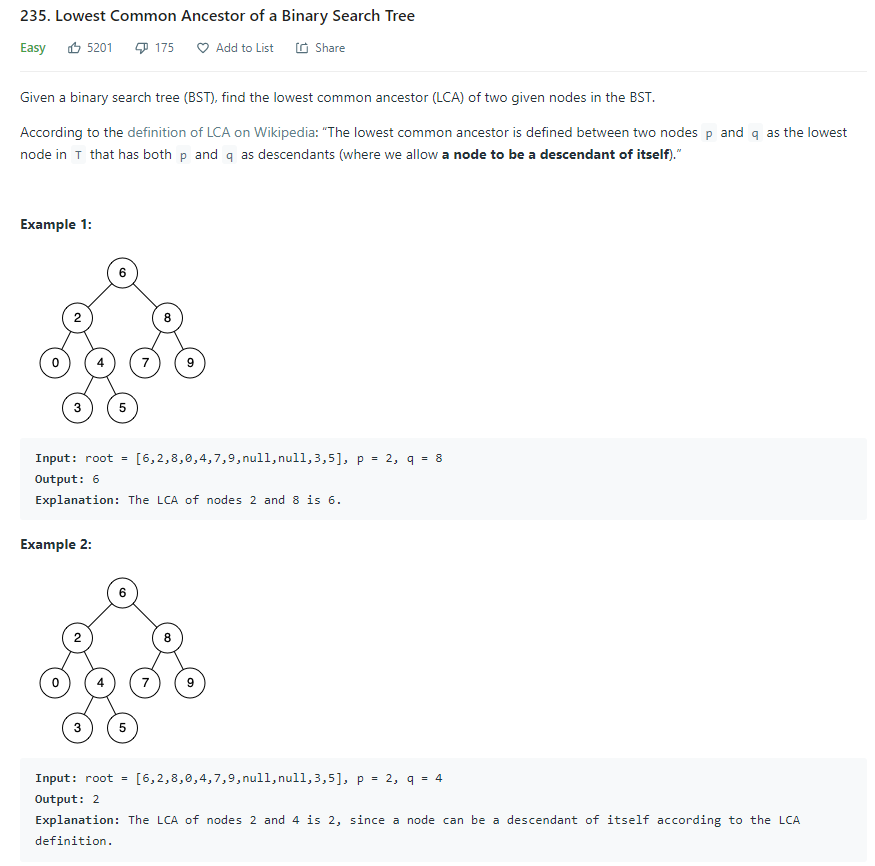 235. Lowest Common Ancestor of a Binary Search Tree
Easy 5201 175 Add to List Share
Given a binary search tree (BST), find the lowest common ancestor (LCA) of two given nodes in the BST.
According to the definition of LCA on Wikipedia: “The lowest common ancestor is defined between two nodes p and q as the lowest
node in T that has both p and q as descendants (where we allow a node to be a descendant of itself).”
Example 1:
6
2 8
0 4 7 9
3 5
Input: root = [6,2,8,0,4,7,9,null,null,3,5], p = 2, q = 8
Output: 6
Explanation: The LCA of nodes 2 and 8 is 6.
Example 2:
6
2 8
0 4 7 9
3 5
Input: root = [6,2,8,0,4,7,9,null,null,3,5], p = 2, q = 4
Output: 2
Explanation: The LCA of nodes 2 and 4 is 2, since a node can be a descendant of itself according to the LCA
definition.